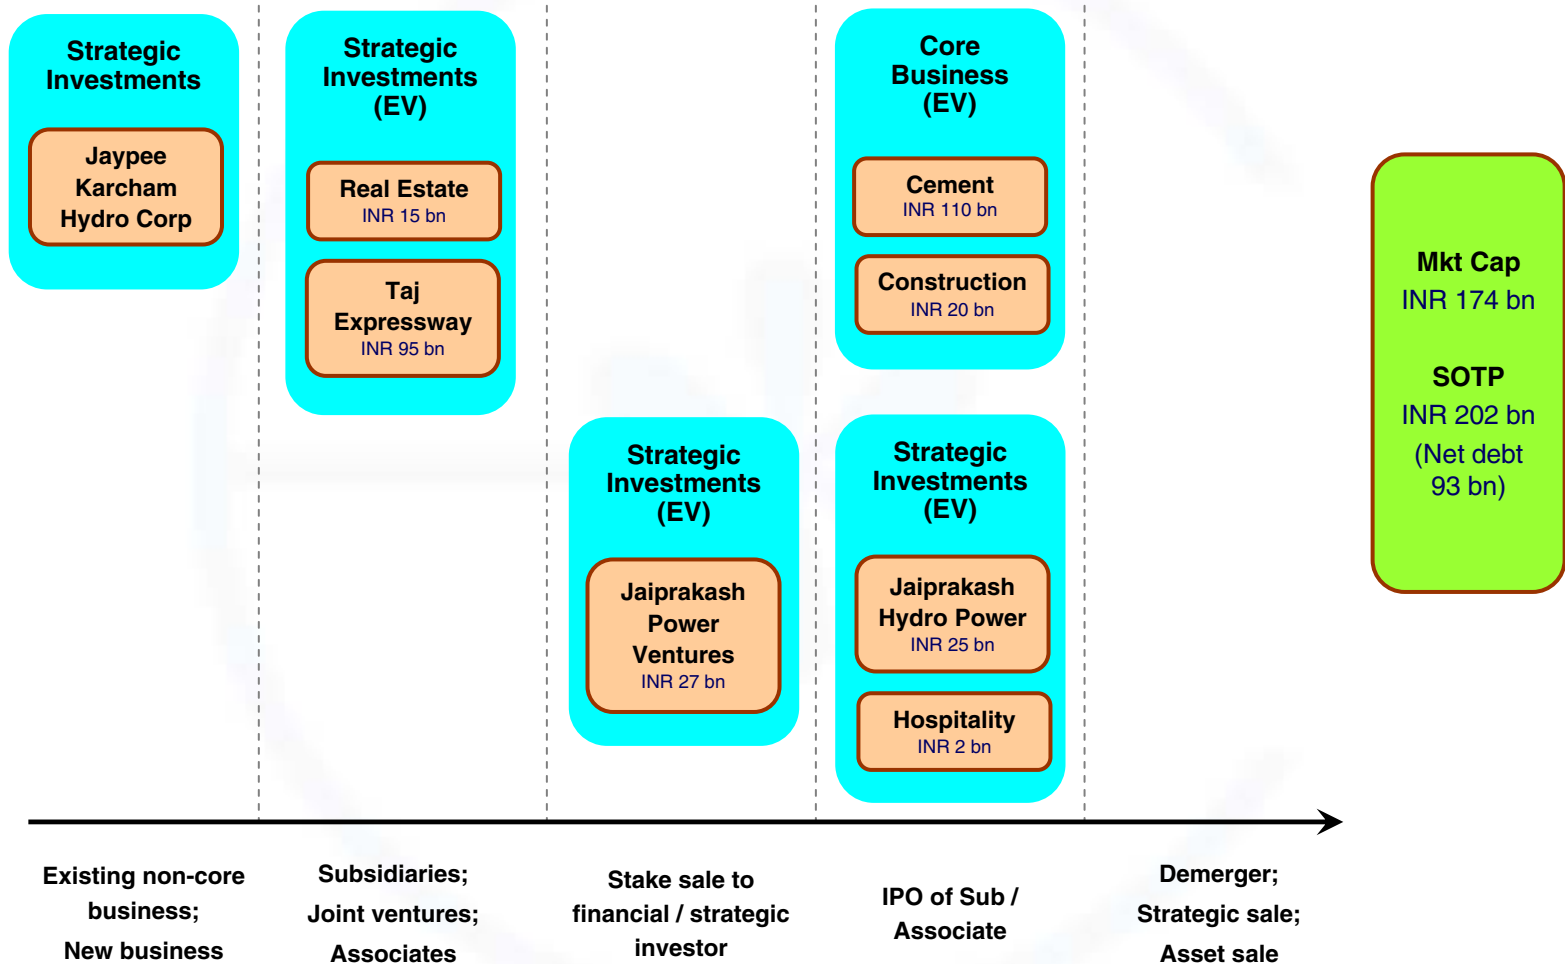 Strategic
Investments
Jaypee
Karcham
Hydro Corp
Strategic
Investments
(EV)
Real Estate
INR 15 bn
Taj
Expressway
INR 95 bn
Strategic
Investments
(EV)
Jaiprakash
Power
Ventures
INR 27 bn
Core
Business
(EV)
Cement
INR 110 bn
Construction
INR 20 bn
Strategic
Investments
(EV)
Jaiprakash
Hydro Power
INR 25 bn
Hospitality
INR 2 bn
Mkt Cap
INR 174 bn
SOTP
INR 202 bn
(Net debt
93 bn)
Existing non-core
business;
New business
Subsidiaries;
Joint ventures;
Associates
Stake sale to
financial / strategic
investor
IPO of Sub /
Associate
Demerger;
Strategic sale;
Asset sale